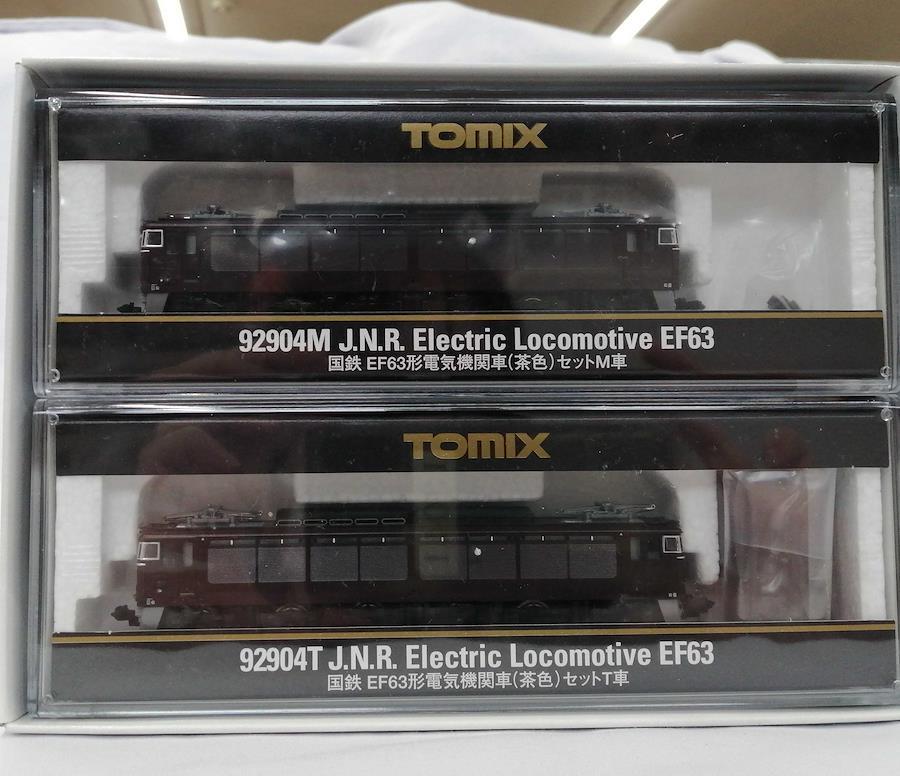 TOMIX
92904M J.N.R. Electric Locomotive EF63
国鉄 EF63形電気機関車(茶色)セットM車
TOMIX
92904T J.N.R. Electric Locomotive EF63
国鉄 EF63形電気機関車(茶色)セットT車